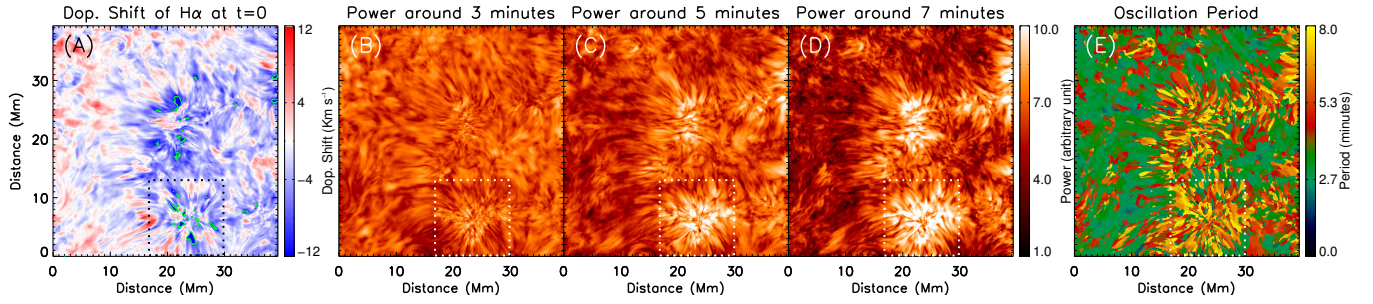 Dop. Shift of Hα at t=0
(A)
Distance (Mm)
30
20
10
0
0 10 20 30
Distance (Mm)
12
4
−4
−12
Dop. Shift (Km s⁻¹)
Power around 3 minutes
(B)
0 10 20 30
Distance (Mm)
Power around 5 minutes
(C)
0 10 20 30
Distance (Mm)
Power around 7 minutes
(D)
0 10 20 30
Distance (Mm)
10.0
7.0
4.0
1.0
Power (arbitrary unit)
Oscillation Period
(E)
0 10 20 30
Distance (Mm)
8.0
5.3
2.7
0.0
Period (minutes)